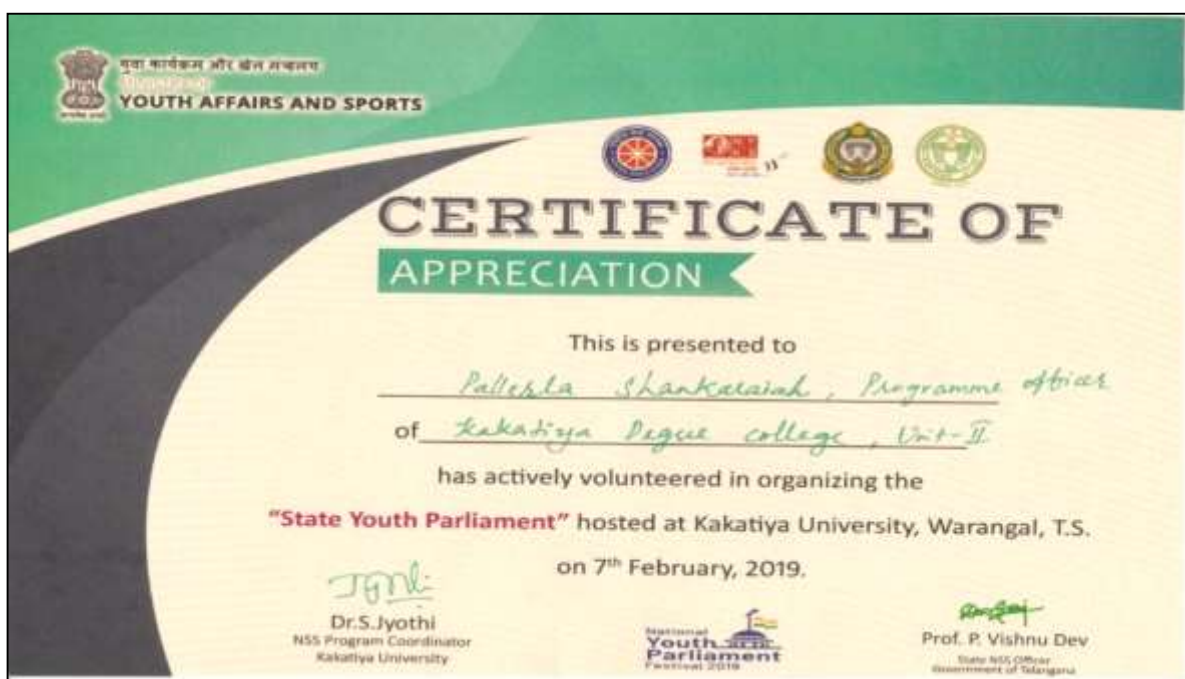 युवा कार्यक्रम और खेल मंत्रालय
YOUTH AFFAIRS AND SPORTS
CERTIFICATE OF
APPRECIATION
This is presented to
Pallerla Shankaraiah, Programme officer
of Kakatiya Degree college, Unit-II
has actively volunteered in organizing the
"State Youth Parliament" hosted at Kakatiya University, Warangal, T.S.
on 7th February, 2019.
Dr.S.Jyothi
NSS Program Coordinator
Kakatiya University
National
Youth
Parliament
Festival 2019
Prof. P. Vishnu Dev
State NSS Officer
Government of Telangana